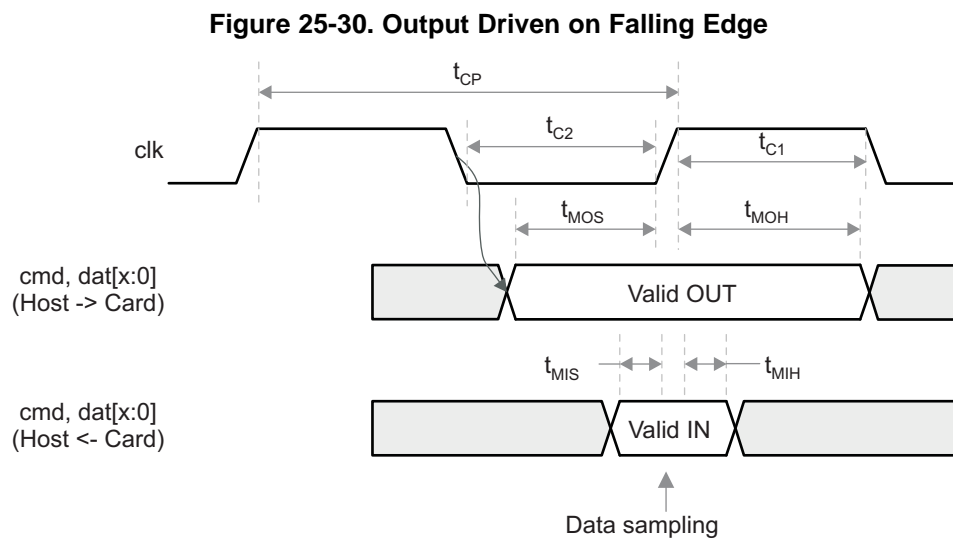 Figure 25-30. Output Driven on Falling Edge
tCP
clk
tC2
tC1
tMOS
tMOH
cmd, dat[x:0]
(Host -> Card)
Valid OUT
tMIS
tMIH
cmd, dat[x:0]
(Host <- Card)
Valid IN
Data sampling